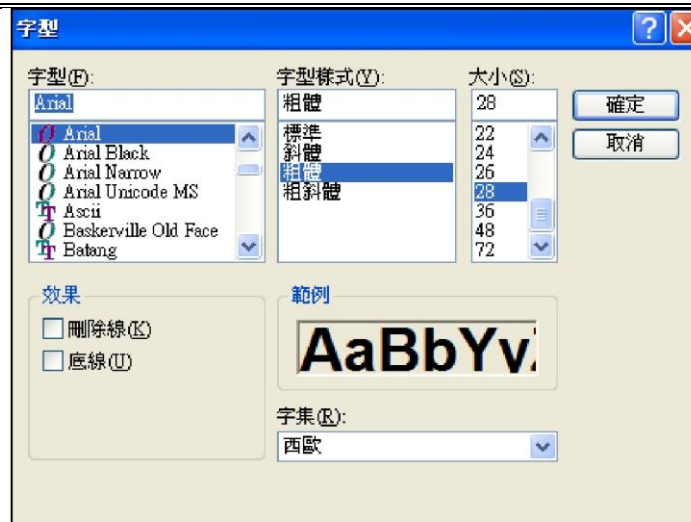 字型
字型(F):
Arial
Arial
Arial Black
Arial Narrow
Arial Unicode MS
Ascii
Baskerville Old Face
Batang
字型樣式(Y):
粗體
標準
斜體
粗體
粗斜體
大小(S):
28
22
24
26
28
36
48
72
確定
取消
效果
刪除線(K)
底線(U)
範例
AaBbYy
字集(R):
西歐